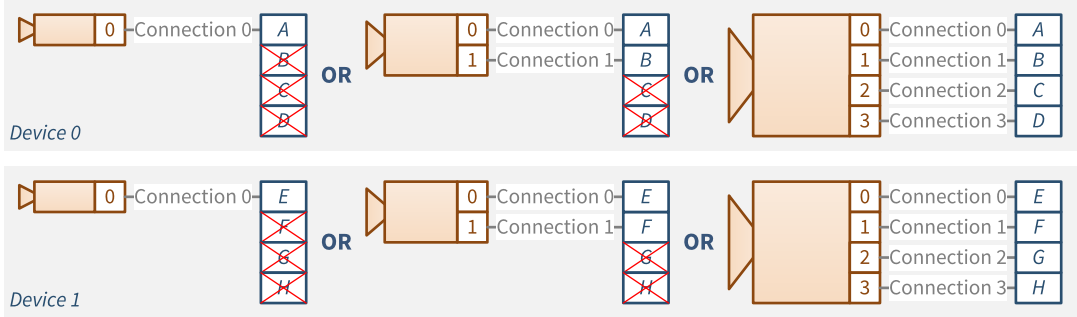 0 Connection 0 A
B
C
D
OR
0 Connection 0 A
1 Connection 1 B
C
D
OR
0 Connection 0 A
1 Connection 1 B
2 Connection 2 C
3 Connection 3 D
Device 0
0 Connection 0 E
F
G
H
OR
0 Connection 0 E
1 Connection 1 F
G
H
OR
0 Connection 0 E
1 Connection 1 F
2 Connection 2 G
3 Connection 3 H
Device 1